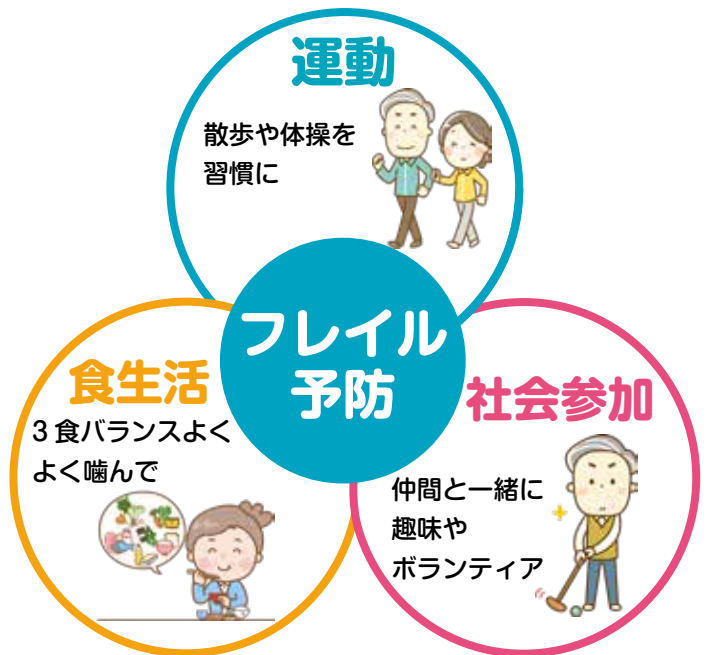 運動
散歩や体操を
習慣に
フレイル
予防
食生活
3食バランスよく
よく噛んで
社会参加
仲間と一緒に
趣味や
ボランティア